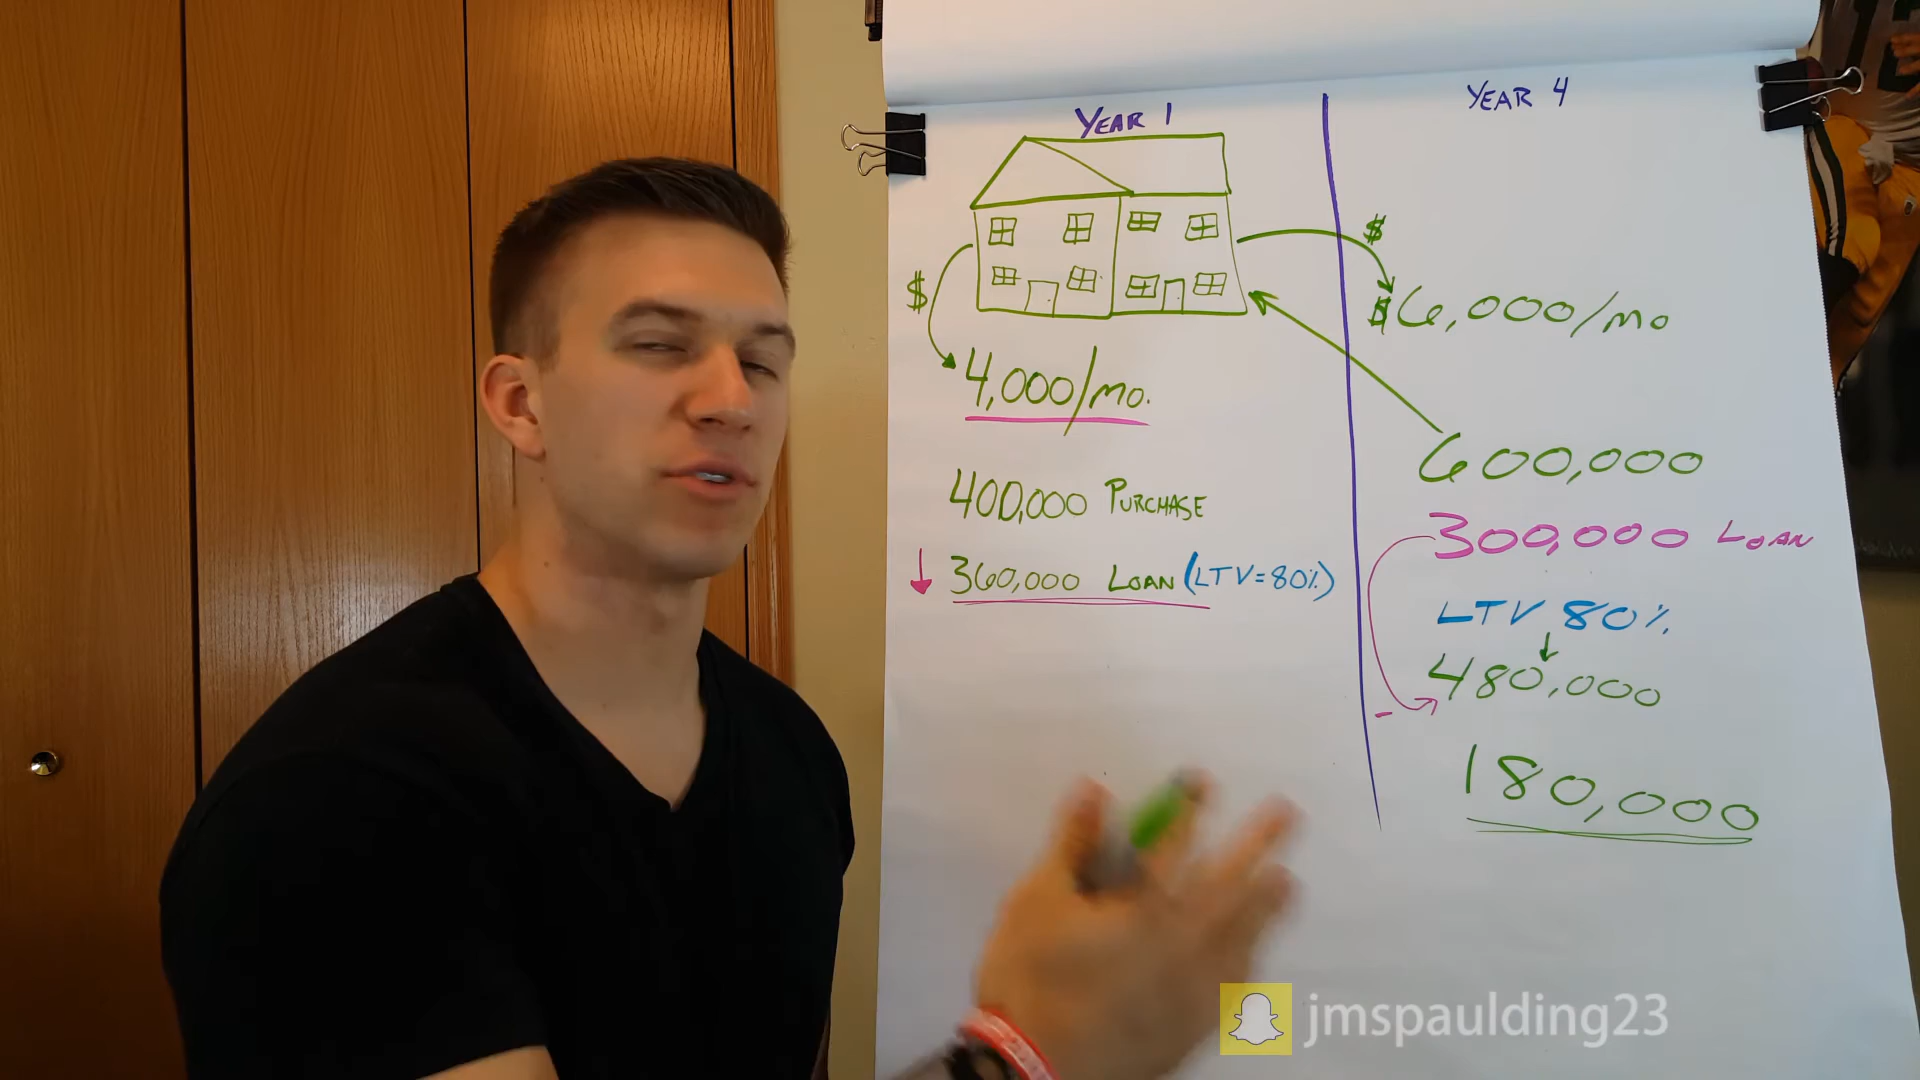 YEAR 1
$
4,000/mo.
400,000 PURCHASE
360,000 LOAN (LTV=80%)
YEAR 4
$
$6,000/mo
600,000
300,000 LOAN
LTV 80%
480,000
-
180,000
jmspaulding23